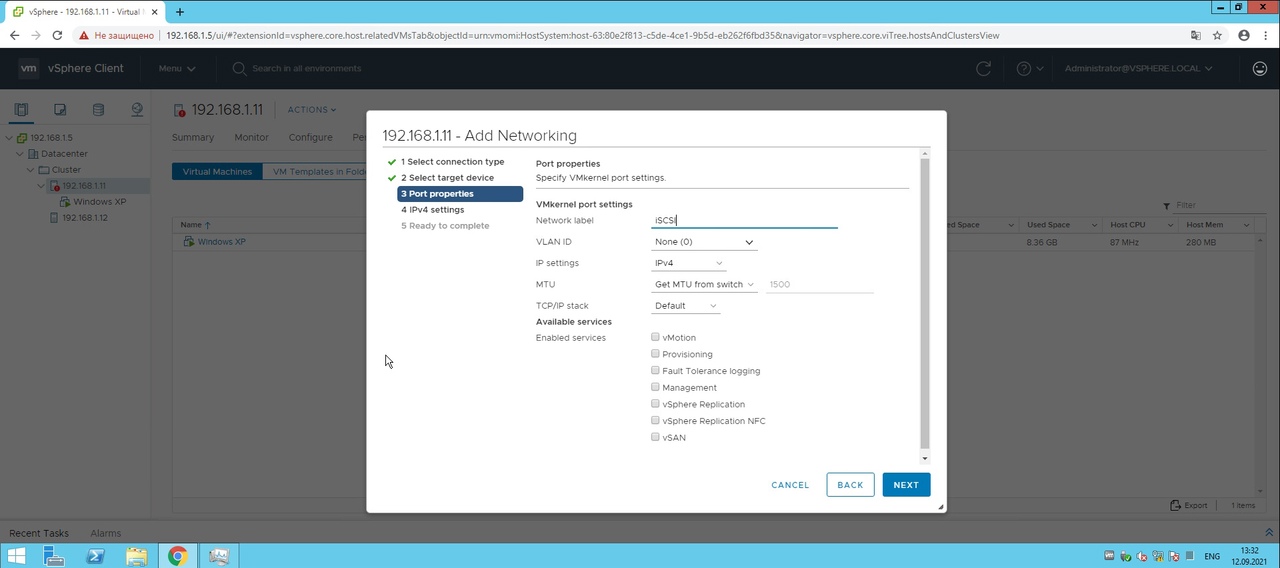 vSphere - 192.168.1.11 - Virtual
Не защищено
192.168.1.5/ui/#?extensionId=vsphere.core.host.relatedVMsTab&objectId=urn:vmomi:HostSystem:host-63:80e2f813-c5de-4ce1-9b5d-eb262f6fbd35&navigator=vsphere.core.viTree.hostsAndClustersView
vm vSphere Client
Menu
Search in all environments
Administrator@VSPHERE.LOCAL
192.168.1.11
ACTIONS
Summary Monitor Configure
Virtual Machines
192.168.1.5
Datacenter
Cluster
192.168.1.11
Windows XP
192.168.1.12
Filter
Name
Used Space
Host CPU
Host Mem
Windows XP
8.36 GB
87 MHz
280 MB
Export
1 items
192.168.1.11 - Add Networking
1 Select connection type
2 Select target device
3 Port properties
4 IPv4 settings
5 Ready to complete
Port properties
Specify VMkernel port settings.
VMkernel port settings
Network label iSCSI
VLAN ID None (0)
IP settings IPv4
MTU Get MTU from switch 1500
TCP/IP stack Default
Available services
Enabled services
vMotion
Provisioning
Fault Tolerance logging
Management
vSphere Replication
vSphere Replication NFC
vSAN
CANCEL
BACK
NEXT
Recent Tasks Alarms
ENG
13:32
12.09.2021